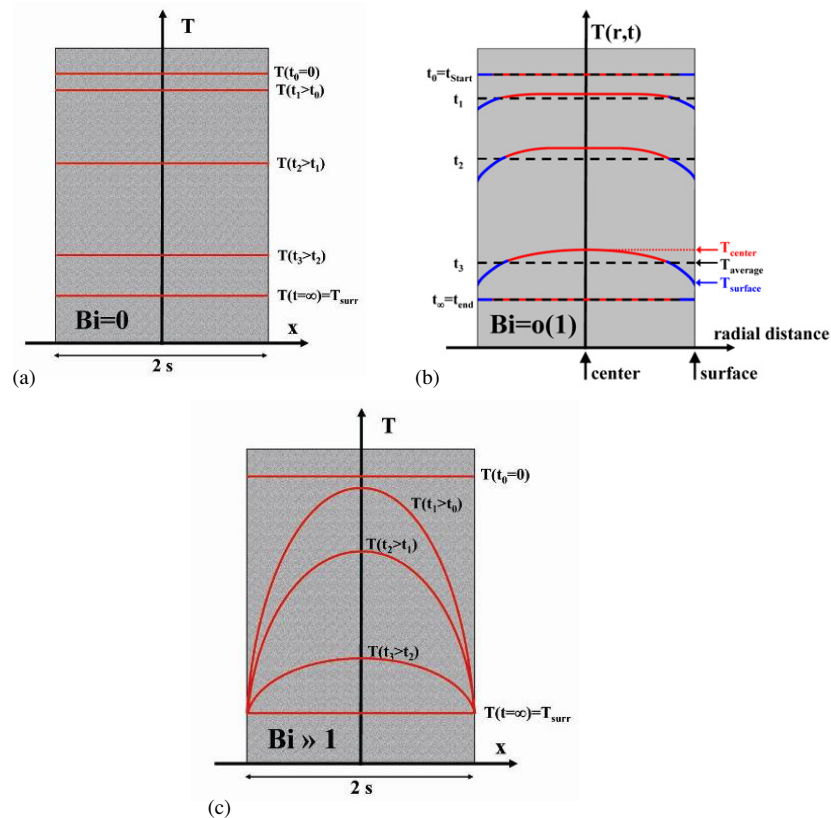 T
T(t₀=0)
T(t₁>t₀)
T(t₂>t₁)
T(t₃>t₂)
T(t=∞)=Tsurr
Bi=0
x
2 s
(a)
T(r,t)
t₀=tStart
t₁
t₂
t₃
Tcenter
Taverage
Tsurface
t∞=tend
Bi=o(1)
radial distance
center
surface
(b)
T
T(t₀=0)
T(t₁>t₀)
T(t₂>t₁)
T(t₃>t₂)
T(t=∞)=Tsurr
Bi » 1
x
2 s
(c)